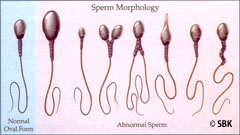 Sperm Morphology
Normal
Oval Form
Abnormal Sperm
© SBK